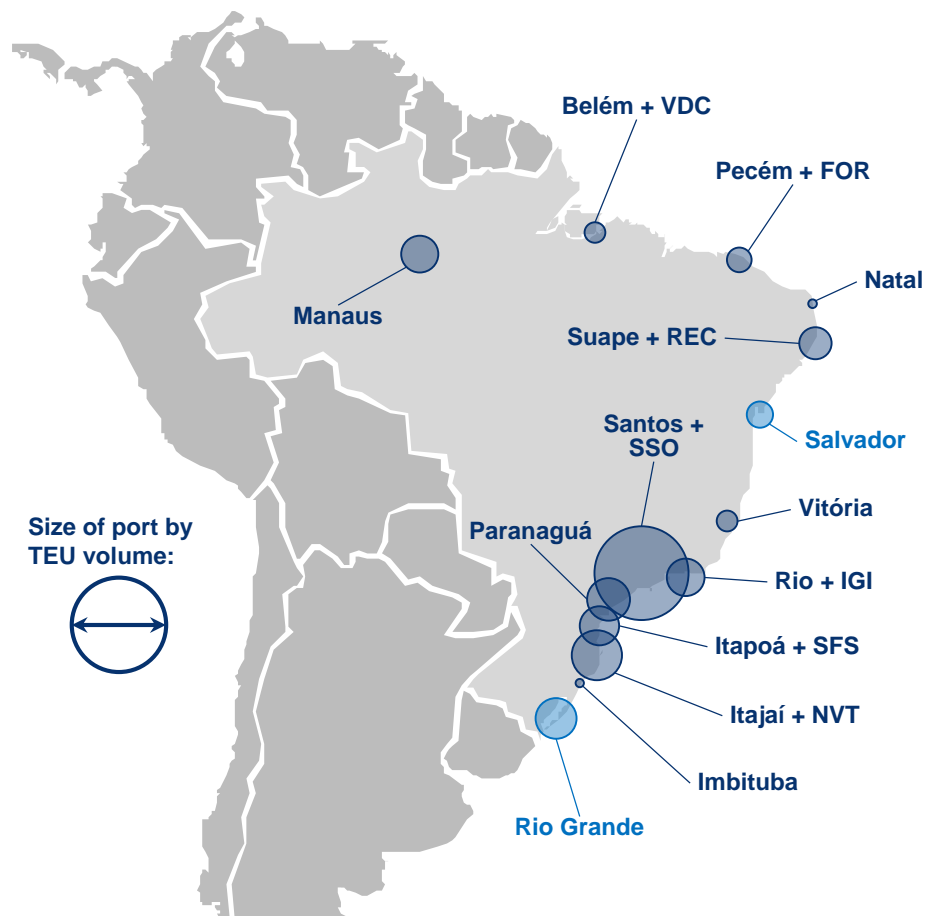 Belém + VDC
Pecém + FOR
Natal
Manaus
Suape + REC
Santos +
SSO
Salvador
Vitória
Paranaguá
Size of port by
TEU volume:
Rio + IGI
Itapoá + SFS
Itajaí + NVT
Imbituba
Rio Grande